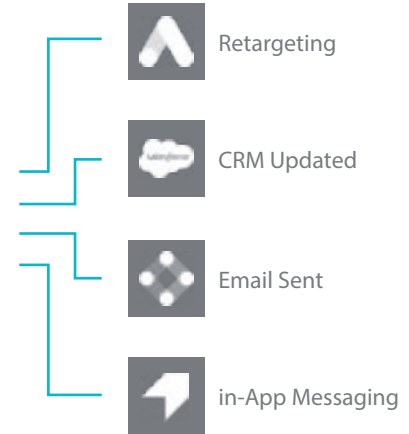 Retargeting
salesforce
CRM Updated
Email Sent
in-App Messaging